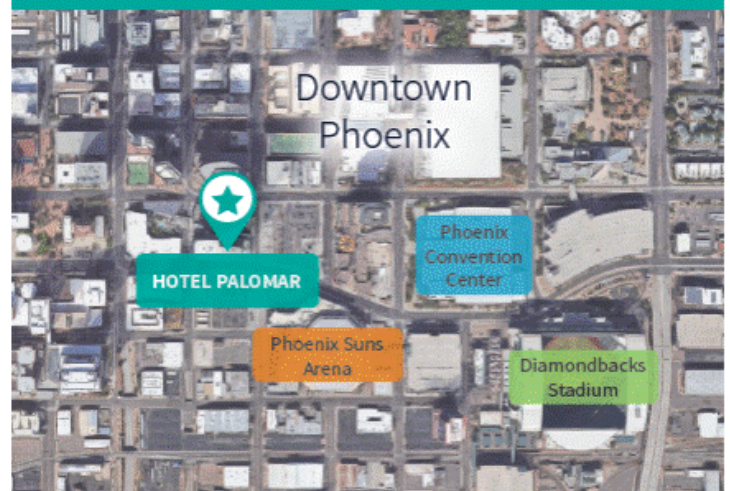 Downtown
Phoenix
Phoenix
Convention
Center
HOTEL PALOMAR
Phoenix Suns
Arena
Diamondbacks
Stadium